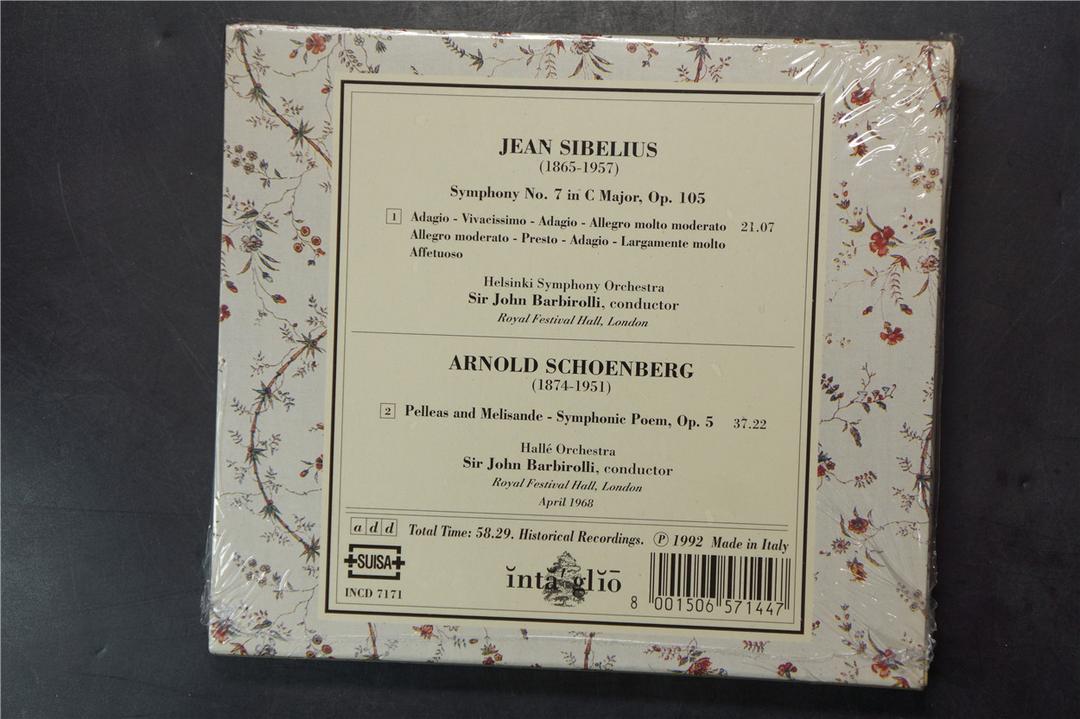 JEAN SIBELIUS
(1865-1957)
Symphony No. 7 in C Major, Op. 105
1 Adagio - Vivacissimo - Adagio - Allegro molto moderato 21.07
Allegro moderato - Presto - Adagio - Largamente molto
Affetuoso
Helsinki Symphony Orchestra
Sir John Barbirolli, conductor
Royal Festival Hall, London
ARNOLD SCHOENBERG
(1874-1951)
2 Pelleas and Melisande - Symphonic Poem, Op. 5 37.22
Hallé Orchestra
Sir John Barbirolli, conductor
Royal Festival Hall, London
April 1968
a d d Total Time: 58.29. Historical Recordings. ℗ 1992 Made in Italy
SUISA
INCD 7171
ĭntă glĭō
8 001506 571447